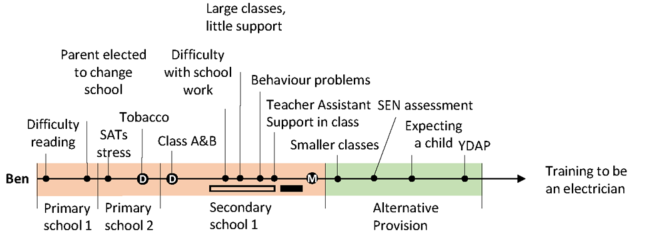 Large classes,
little support
Parent elected
to change
school
Difficulty
with school
work
Behaviour problems
Tobacco
Teacher Assistant
Support in class
SEN assessment
Difficulty
reading
SATs
stress
Class A&B
Smaller classes
Expecting
a child
YDAP
Ben
D
D
M
Training to be
an electrician
Primary
school 1
Primary
school 2
Secondary
school 1
Alternative
Provision